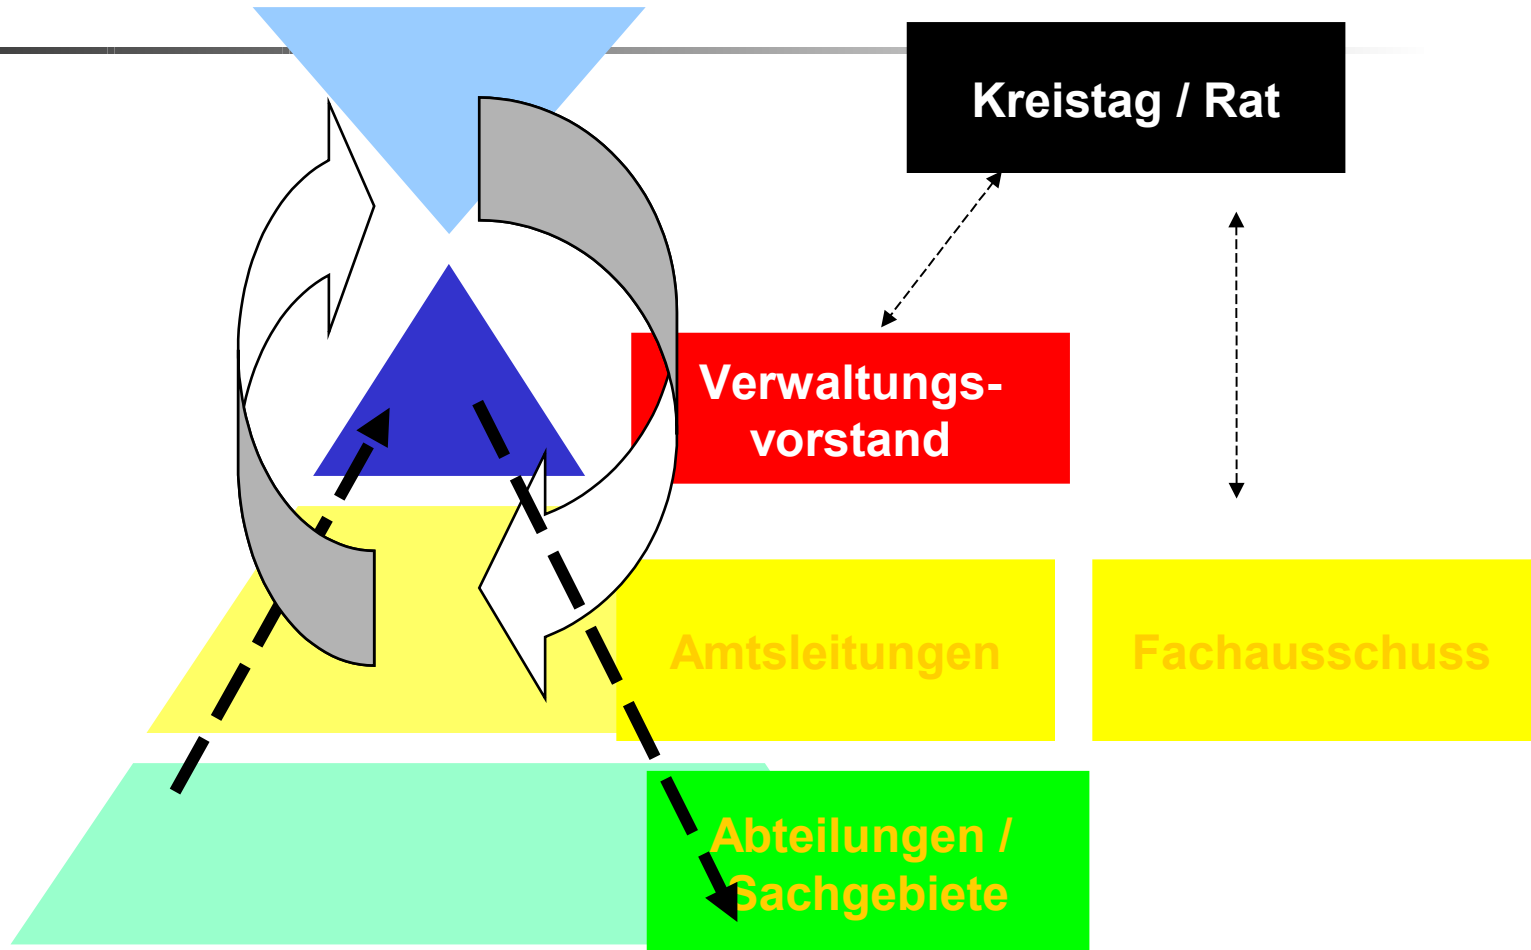 Kreistag / Rat
Verwaltungs-
vorstand
Amtsleitungen
Fachausschuss
Abteilungen /
Sachgebiete